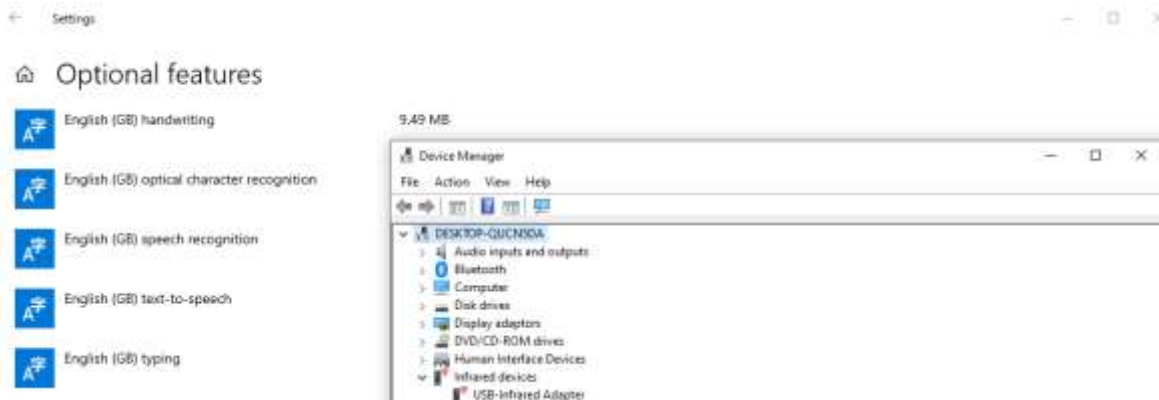 Settings
Optional features
English (GB) handwriting
9.49 MB
English (GB) optical character recognition
English (GB) speech recognition
English (GB) text-to-speech
English (GB) typing
Device Manager
File Action View Help
DESKTOP-QUCN5DA
Audio inputs and outputs
Bluetooth
Computer
Disk drives
Display adaptors
DVD/CD-ROM drives
Human Interface Devices
Infrared devices
USB-Infrared Adapter